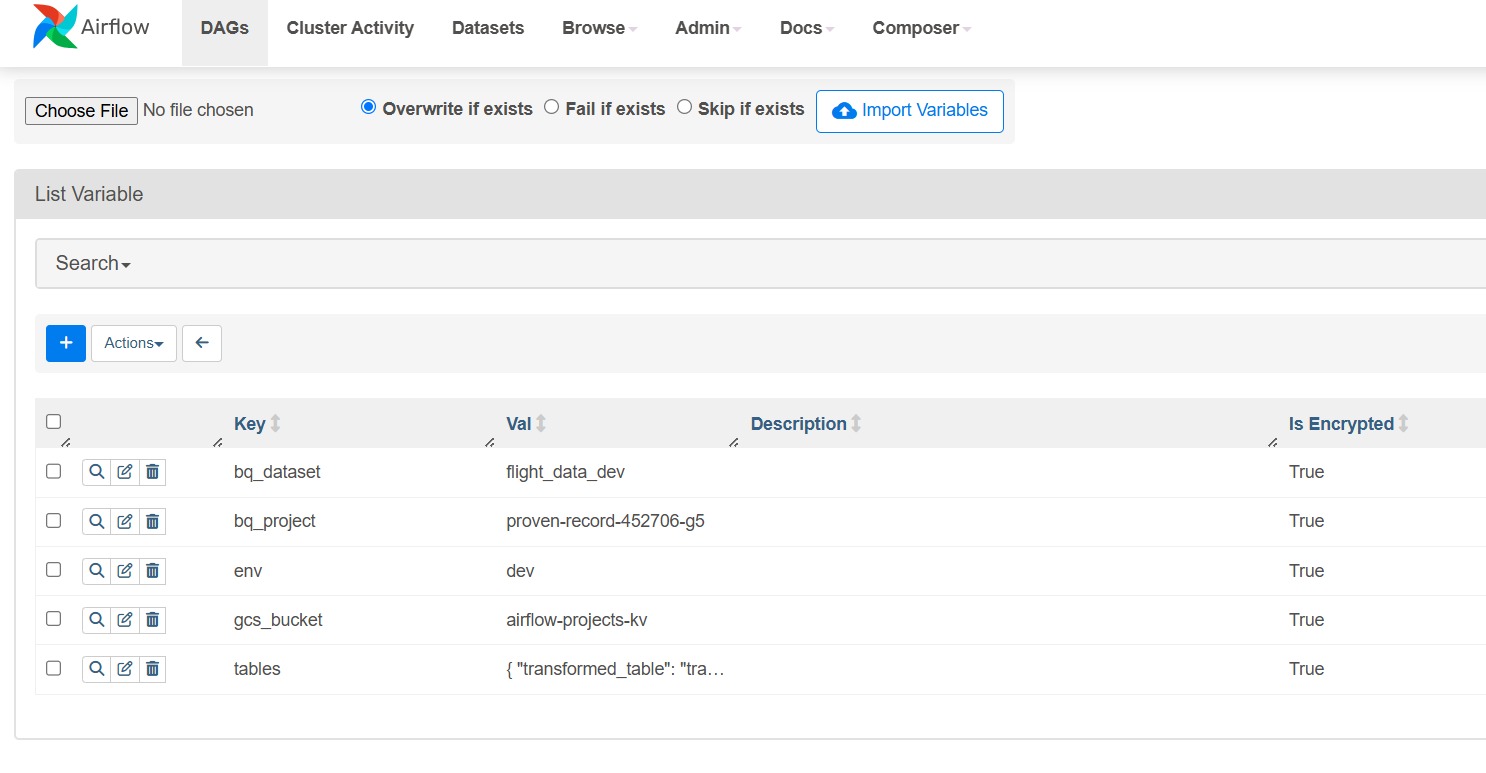 Airflow DAGs Cluster Activity Datasets Browse Admin Docs Composer
Choose File No file chosen Overwrite if exists Fail if exists Skip if exists Import Variables
List Variable
Search
+ Actions
Key Val Description Is Encrypted
bq_dataset flight_data_dev True
bq_project proven-record-452706-g5 True
env dev True
gcs_bucket airflow-projects-kv True
tables { "transformed_table": "tra… True